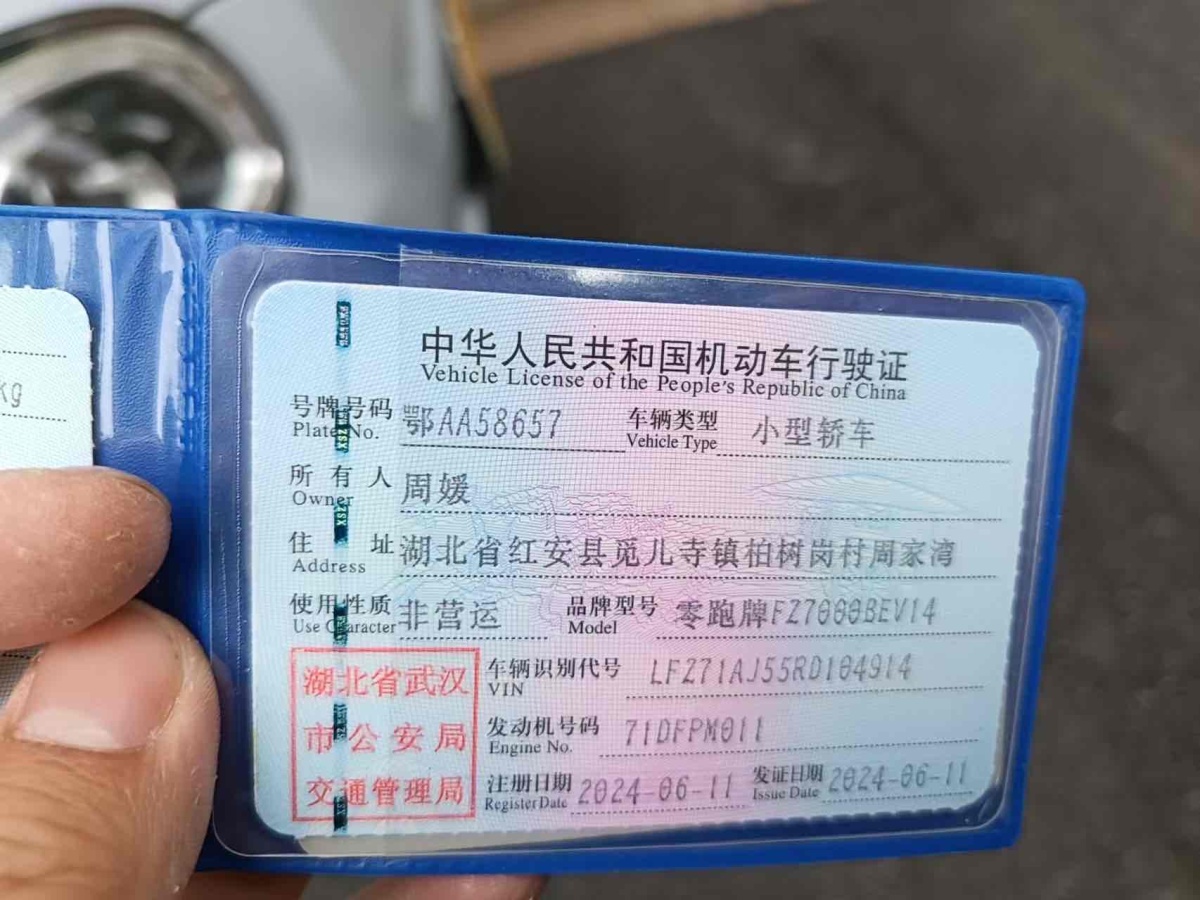 kg
中华人民共和国机动车行驶证
Vehicle License of the People's Republic of China
号牌号码 鄂AA58657 车辆类型 小型轿车
Plate No. Vehicle Type
所有人 周媛
Owner
住址 湖北省红安县觅儿寺镇柏树岗村周家湾
Address
使用性质 非营运 品牌型号 零跑牌FZ7000BEV14
Use Character Model
湖北省武汉 车辆识别代号 LFZ71AJ55RD104914
VIN
市公安局 发动机号码 71DFPM011
Engine No.
交通管理局 注册日期 2024-06-11 发证日期 2024-06-11
Register Date Issue Date